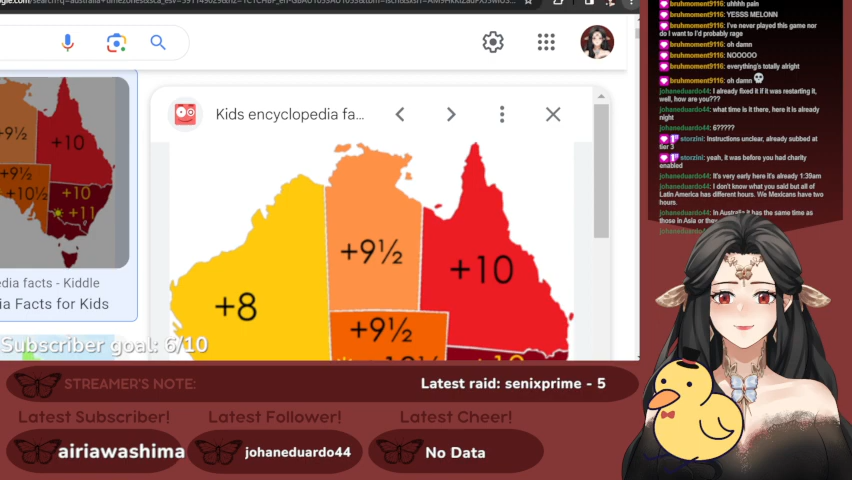 Kids encyclopedia fa...
+9½
+10
+9½
+10½
+10
+11
+8
+9½
+10
+9½
edia facts - Kiddle
ia Facts for Kids
Subscriber goal: 6/10
STREAMER'S NOTE:
Latest raid: senixprime - 5
Latest Subscriber!
Latest Follower!
Latest Cheer!
airiawashima
johaneduardo44
No Data
bruhmoment9116: uhhhh pain
bruhmoment9116: YESSS MELONN
bruhmoment9116: I've never played this game nor
do I want to I'd probably rage
bruhmoment9116: oh damn
bruhmoment9116: NOOOOO
bruhmoment9116: everything's totally alright
bruhmoment9116: oh damn
johaneduardo44: I already fixed it if it was restarting it,
well, how are you???
johaneduardo44: what time is it there, here it is already
night
johaneduardo44: 6?????
storzini: Instructions unclear, already subbed at
tier 3
storzini: yeah, it was before you had charity
enabled
johaneduardo44: It's very early here it's already 1:39am
johaneduardo44: I don't know what you said but all of
Latin America has different hours. We Mexicans have two
hours.
johaneduardo44: In Australia it has the same time as
those in Asia or they